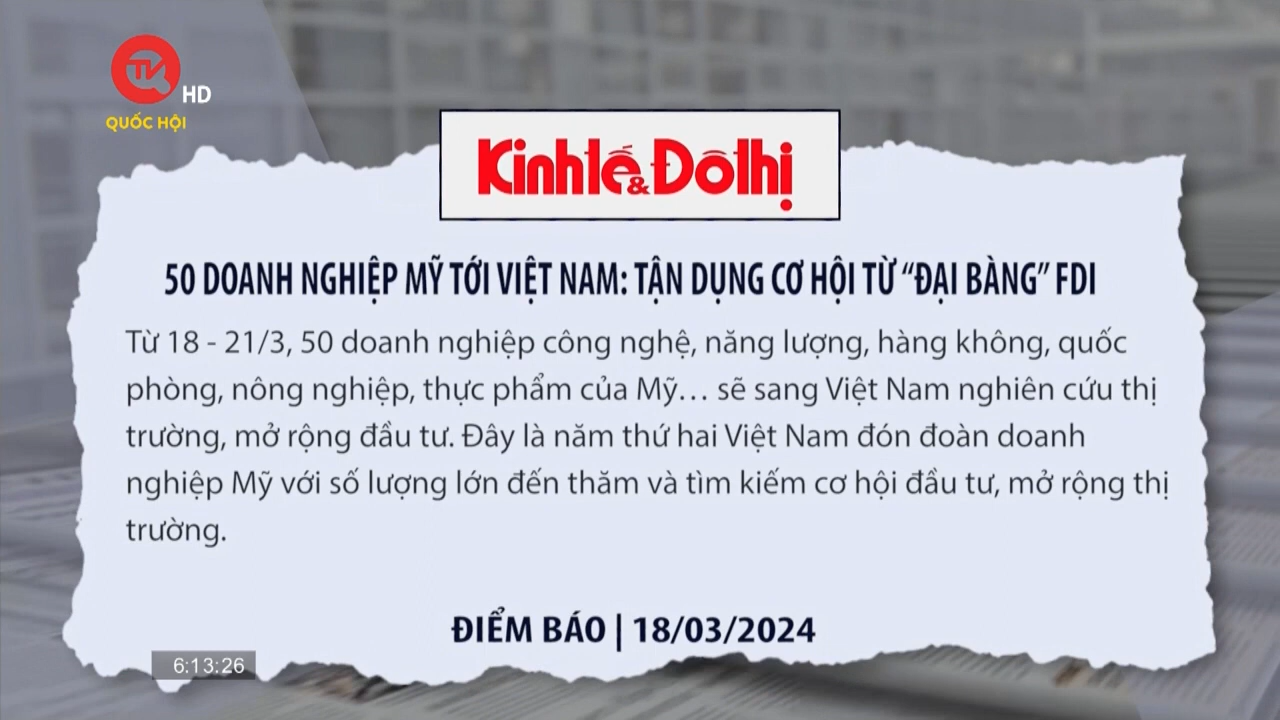 HD
QUỐC HỘI
Kinh tế & Đô thị
50 DOANH NGHIỆP MỸ TỚI VIỆT NAM: TẬN DỤNG CƠ HỘI TỪ “ĐẠI BÀNG” FDI
Từ 18 - 21/3, 50 doanh nghiệp công nghệ, năng lượng, hàng không, quốc
phòng, nông nghiệp, thực phẩm của Mỹ… sẽ sang Việt Nam nghiên cứu thị
trường, mở rộng đầu tư. Đây là năm thứ hai Việt Nam đón đoàn doanh
nghiệp Mỹ với số lượng lớn đến thăm và tìm kiếm cơ hội đầu tư, mở rộng thị
trường.
ĐIỂM BÁO | 18/03/2024
6:13:26